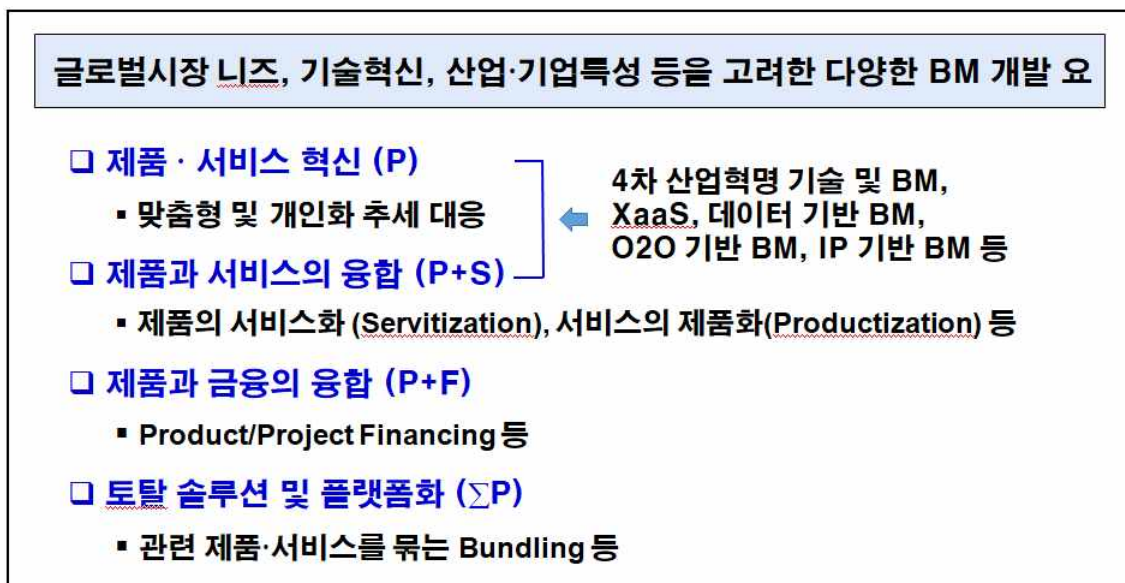 글로벌시장 니즈, 기술혁신, 산업·기업특성 등을 고려한 다양한 BM 개발 요
❑ 제품 · 서비스 혁신 (P)
▪ 맞춤형 및 개인화 추세 대응
4차 산업혁명 기술 및 BM,
XaaS, 데이터 기반 BM,
O2O 기반 BM, IP 기반 BM 등
❑ 제품과 서비스의 융합 (P+S)
▪ 제품의 서비스화 (Servitization), 서비스의 제품화(Productization) 등
❑ 제품과 금융의 융합 (P+F)
▪ Product/Project Financing 등
❑ 토탈 솔루션 및 플랫폼화 (∑P)
▪ 관련 제품·서비스를 묶는 Bundling 등